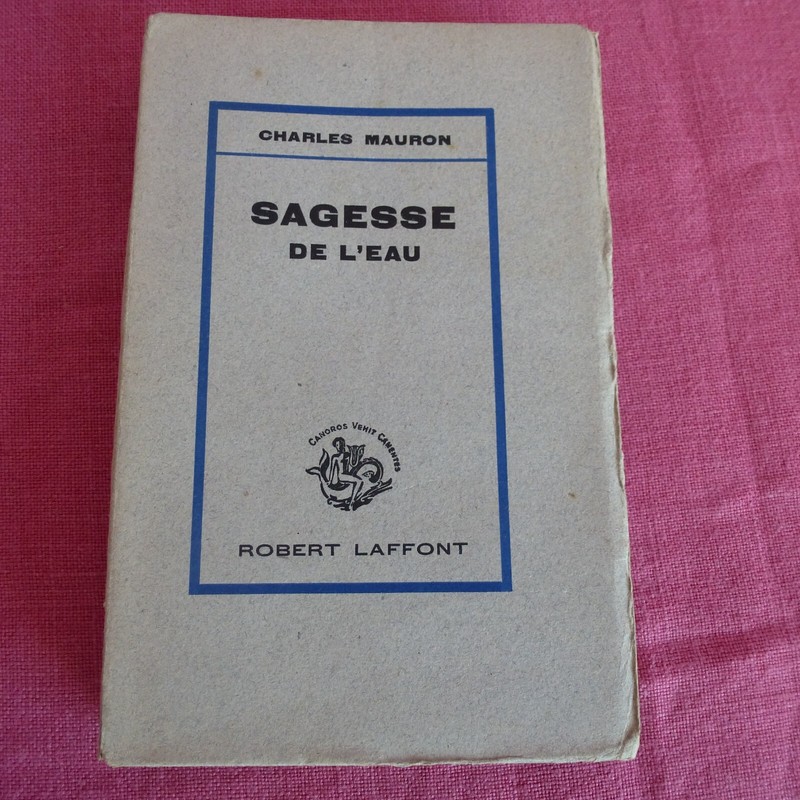 CHARLES MAURON
SAGESSE
DE L'EAU
CANOROS VEHIT CANENTES
ROBERT LAFFONT